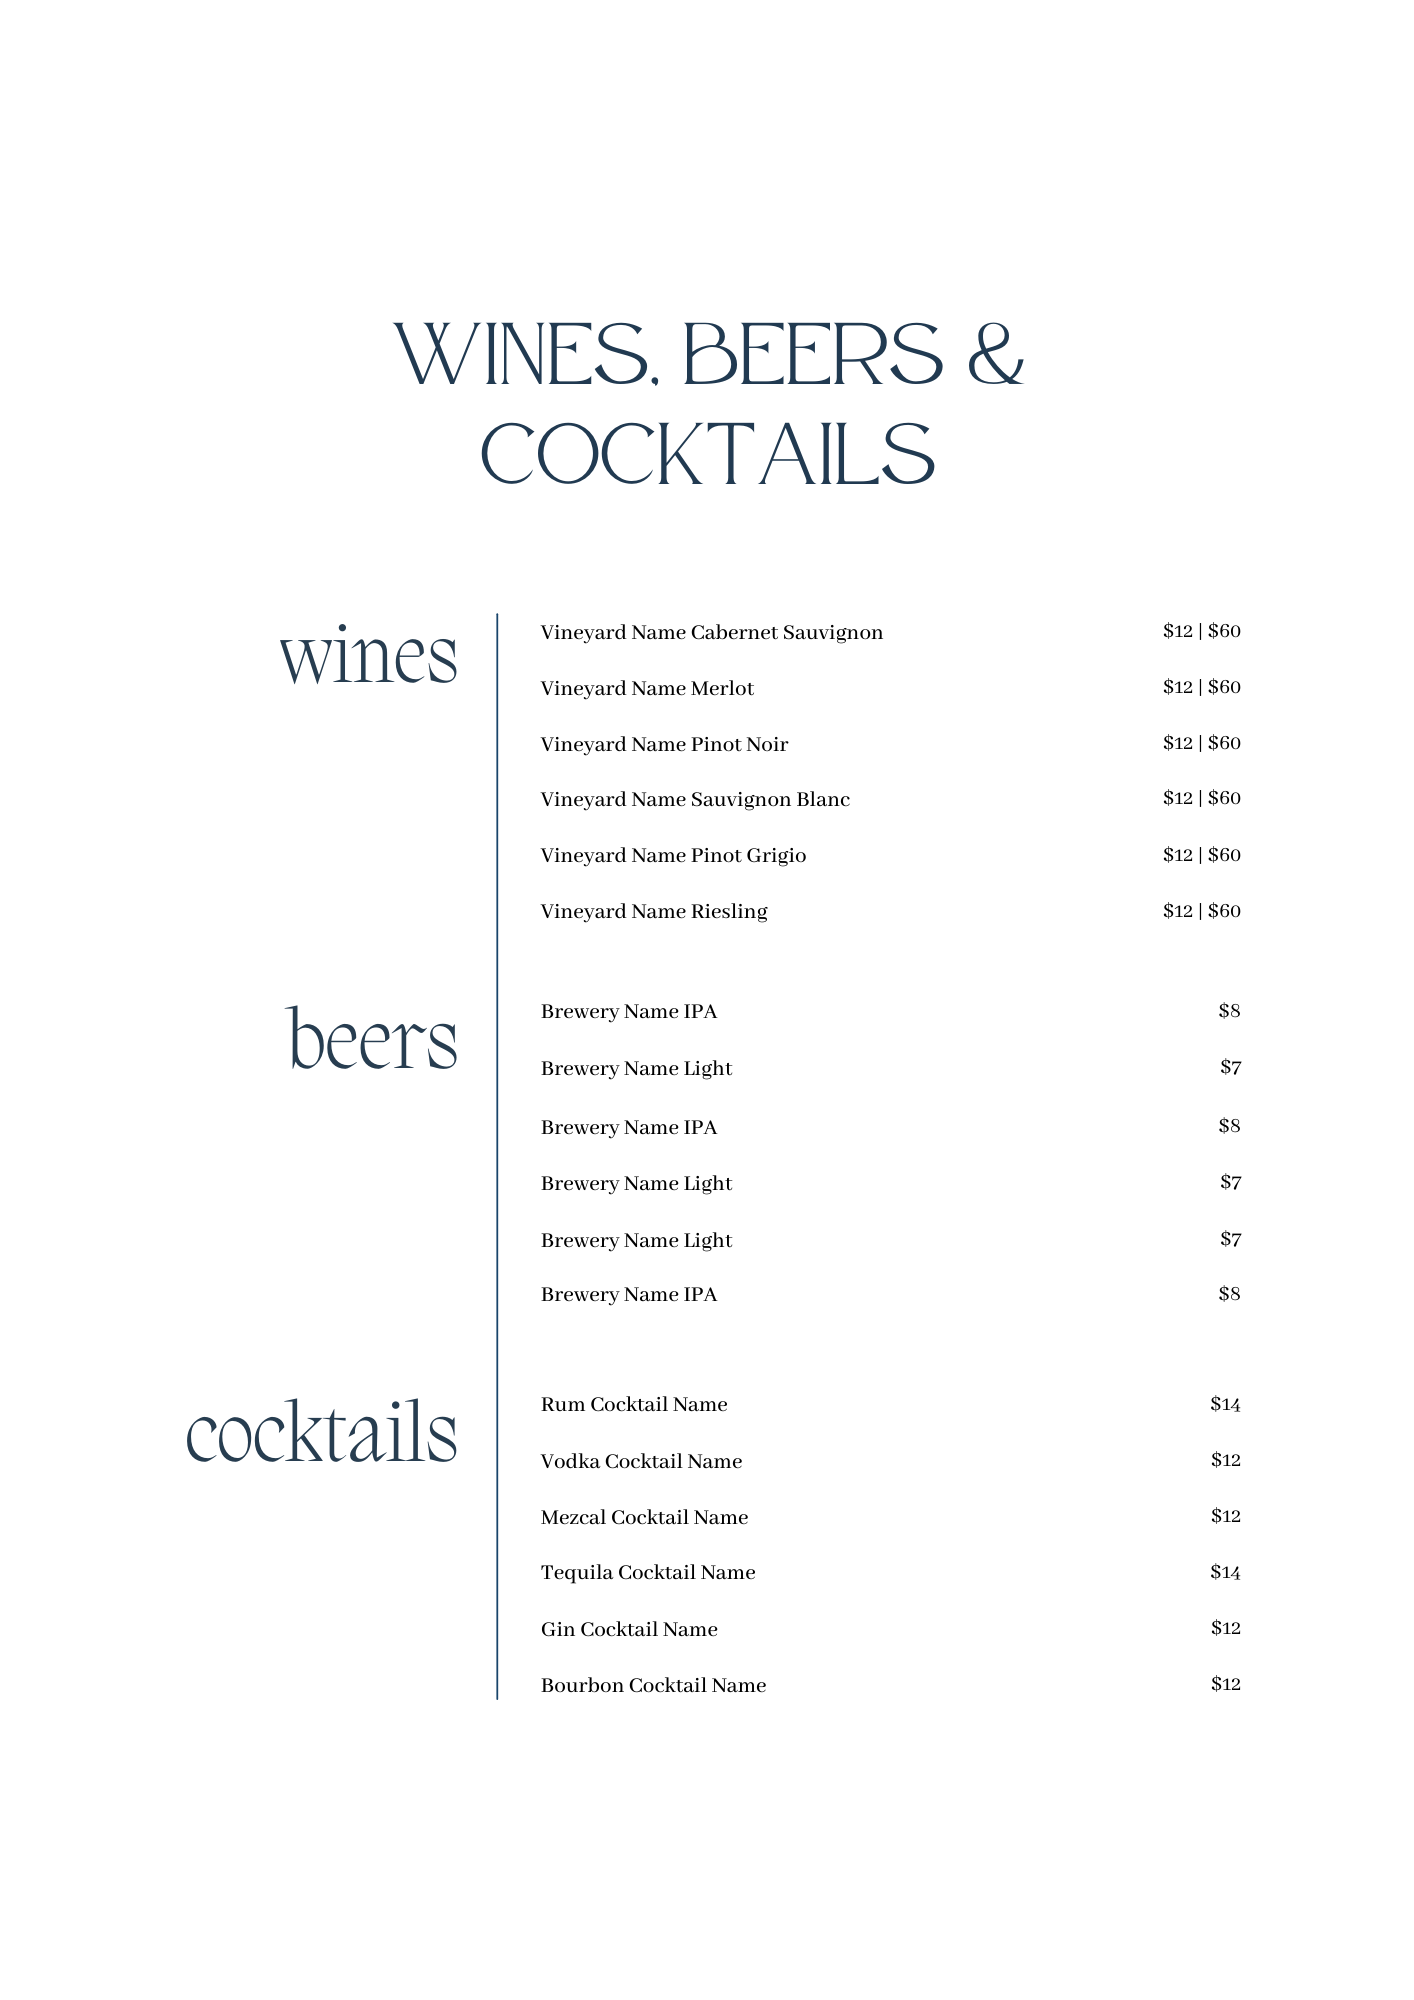 WINES, BEERS &
COCKTAILS
wines
Vineyard Name Cabernet Sauvignon $12 | $60
Vineyard Name Merlot $12 | $60
Vineyard Name Pinot Noir $12 | $60
Vineyard Name Sauvignon Blanc $12 | $60
Vineyard Name Pinot Grigio $12 | $60
Vineyard Name Riesling $12 | $60
beers
Brewery Name IPA $8
Brewery Name Light $7
Brewery Name IPA $8
Brewery Name Light $7
Brewery Name Light $7
Brewery Name IPA $8
cocktails
Rum Cocktail Name $14
Vodka Cocktail Name $12
Mezcal Cocktail Name $12
Tequila Cocktail Name $14
Gin Cocktail Name $12
Bourbon Cocktail Name $12